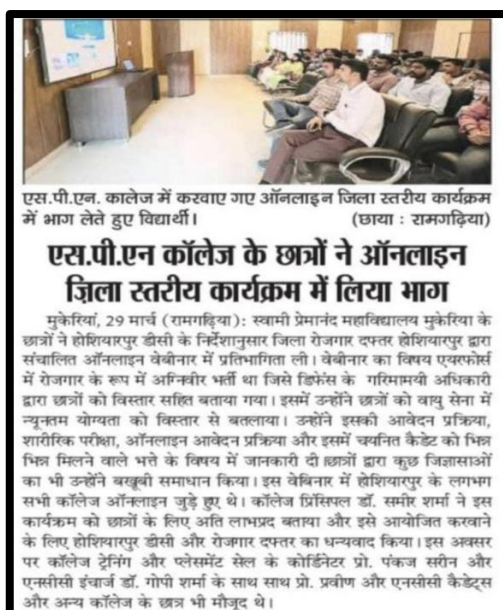 एस.पी.एन. कालेज में करवाए गए ऑनलाइन जिला स्तरीय कार्यक्रम
में भाग लेते हुए विद्यार्थी। (छाया : रामगढ़िया)
एस.पी.एन कॉलेज के छात्रों ने ऑनलाइन
ज़िला स्तरीय कार्यक्रम में लिया भाग
मुकेरियां, 29 मार्च (रामगढ़िया): स्वामी प्रेमानंद महाविद्यालय मुकेरिया के
छात्रों ने होशियारपुर डीसी के निर्देशानुसार जिला रोजगार दफ्तर होशियारपुर द्वारा
संचालित ऑनलाइन वेबीनार में प्रतिभागिता ली। वेबीनार का विषय एयरफोर्स
में रोजगार के रूप में अग्निवीर भर्ती था जिसे डिफेंस के गरिमामयी अधिकारी
द्वारा छात्रों को विस्तार सहित बताया गया। इसमें उन्होंने छात्रों को वायु सेना में
न्यूनतम योग्यता को विस्तार से बतलाया। उन्होंने इसकी आवेदन प्रक्रिया,
शारीरिक परीक्षा, ऑनलाइन आवेदन प्रक्रिया और इसमें चयनित कैडेट को भिन्न
भिन्न मिलने वाले भत्ते के विषय में जानकारी दी।छात्रों द्वारा कुछ जिज्ञासाओं
का भी उन्होंने बखूबी समाधान किया। इस वेबिनार में होशियारपुर के लगभग
सभी कॉलेज ऑनलाइन जुड़े हुए थे। कॉलेज प्रिंसिपल डॉ. समीर शर्मा ने इस
कार्यक्रम को छात्रों के लिए अति लाभप्रद बताया और इसे आयोजित करवाने
के लिए होशियारपुर डीसी और रोजगार दफ्तर का धन्यवाद किया। इस अवसर
पर कॉलेज ट्रेनिंग और प्लेसमेंट सेल के कोर्डिनेटर प्रो. पंकज सरीन और
एनसीसी इंचार्ज डॉ. गोपी शर्मा के साथ साथ प्रो. प्रवीण और एनसीसी कैडेट्स
और अन्य कॉलेज के छात्र भी मौजूद थे।